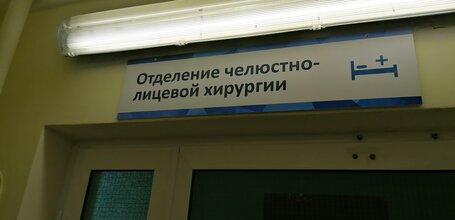 Отделение челюстно-
лицевой хирургии